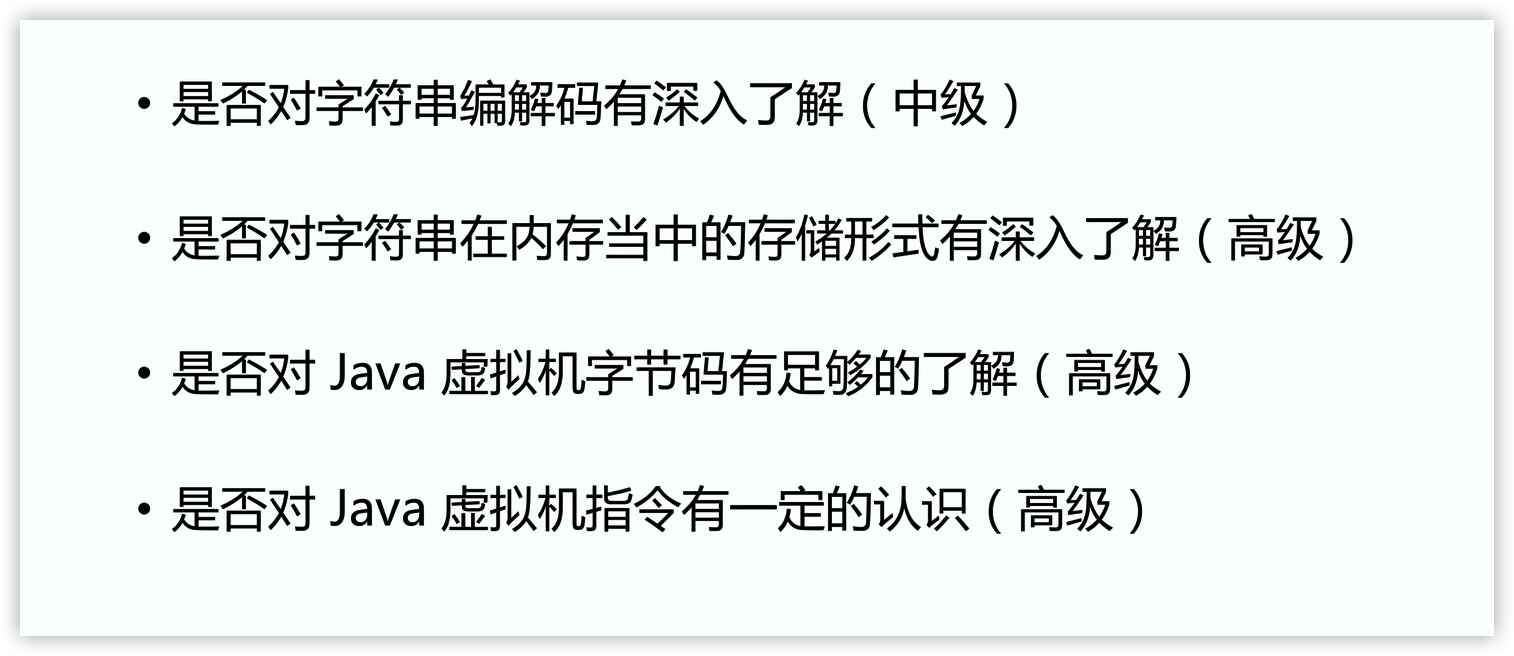 • 是否对字符串编解码有深入了解（中级）
• 是否对字符串在内存当中的存储形式有深入了解（高级）
• 是否对 Java 虚拟机字节码有足够的了解（高级）
• 是否对 Java 虚拟机指令有一定的认识（高级）